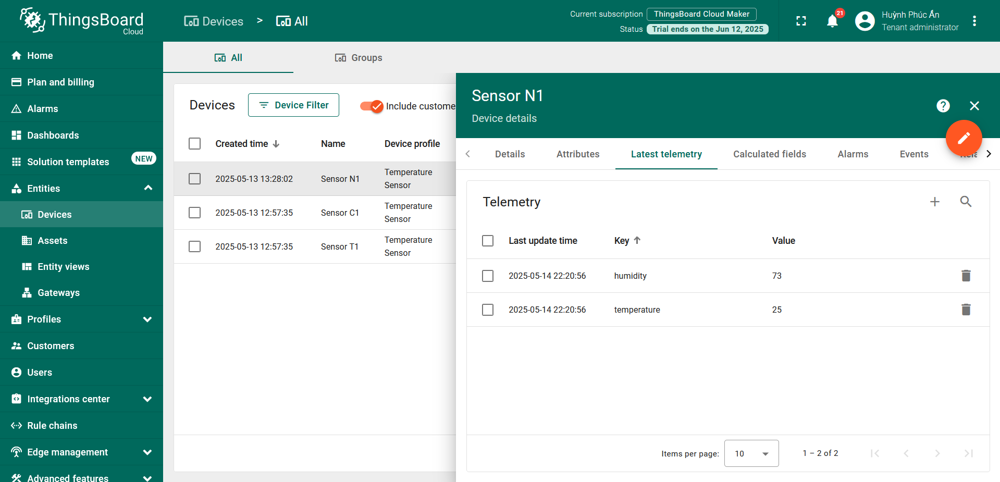 ThingsBoard
Cloud
Devices > All
Current subscription ThingsBoard Cloud Maker
Status Trial ends on the Jun 12, 2025
21
Huỳnh Phúc Ấn
Tenant administrator
Home
Plan and billing
Alarms
Dashboards
Solution templates NEW
Entities
Devices
Assets
Entity views
Gateways
Profiles
Customers
Users
Integrations center
Rule chains
Edge management
Advanced features
All Groups
Devices Device Filter Include custome
Created time Name Device profile
2025-05-13 13:28:02 Sensor N1 Temperature
Sensor
2025-05-13 12:57:35 Sensor C1 Temperature
Sensor
2025-05-13 12:57:35 Sensor T1 Temperature
Sensor
Sensor N1
Device details
Details Attributes Latest telemetry Calculated fields Alarms Events
Telemetry
Last update time Key Value
2025-05-14 22:20:56 humidity 73
2025-05-14 22:20:56 temperature 25
Items per page: 10 1 – 2 of 2